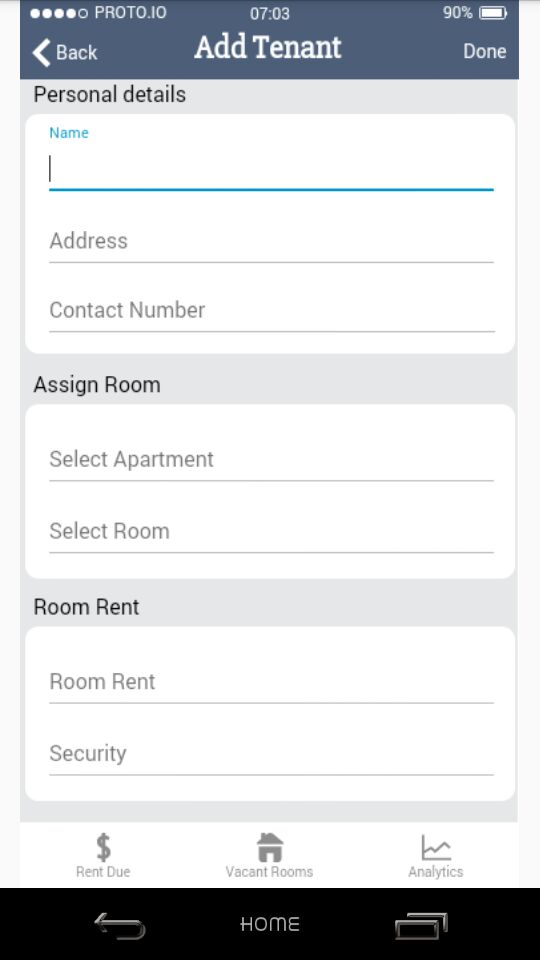 PROTO.IO 07:03 90%
Back Add Tenant Done
Personal details
Name
Address
Contact Number
Assign Room
Select Apartment
Select Room
Room Rent
Room Rent
Security
Rent Due Vacant Rooms Analytics
HOME